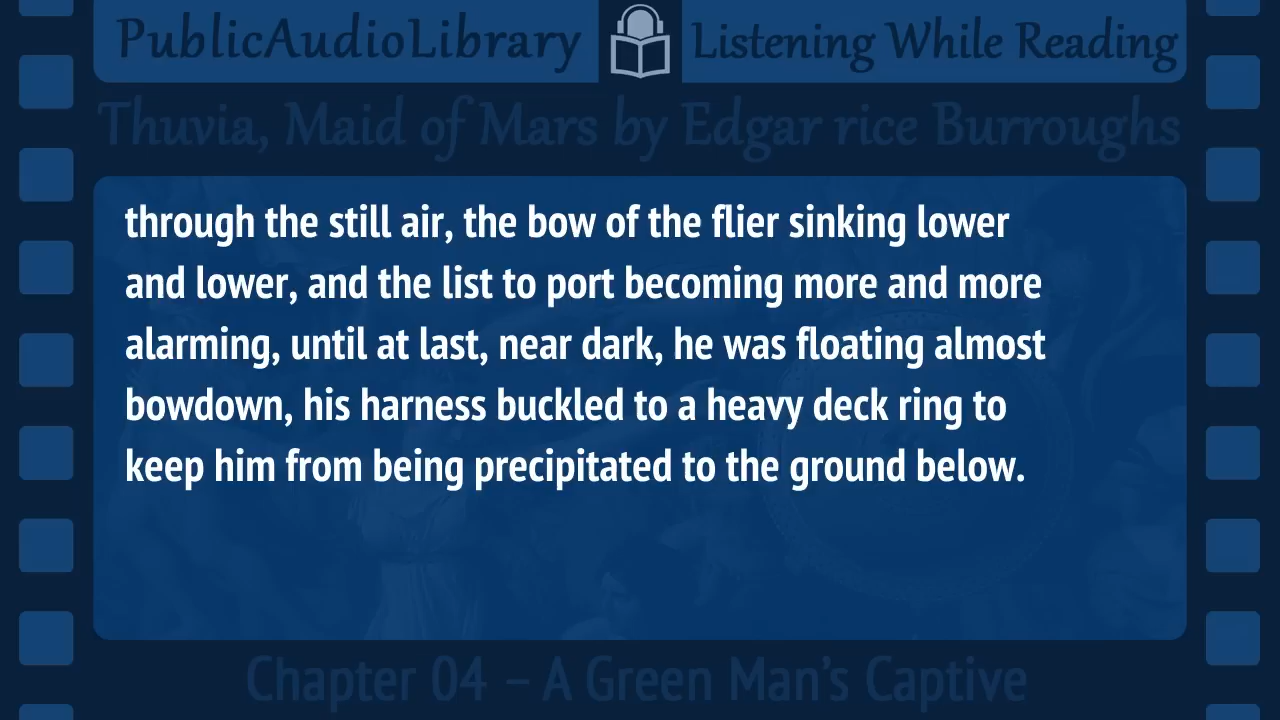 PublicAudioLibrary Listening While Reading
Thuvia, Maid of Mars by Edgar rice Burroughs
through the still air, the bow of the flier sinking lower
and lower, and the list to port becoming more and more
alarming, until at last, near dark, he was floating almost
bowdown, his harness buckled to a heavy deck ring to
keep him from being precipitated to the ground below.
Chapter 04 – A Green Man's Captive